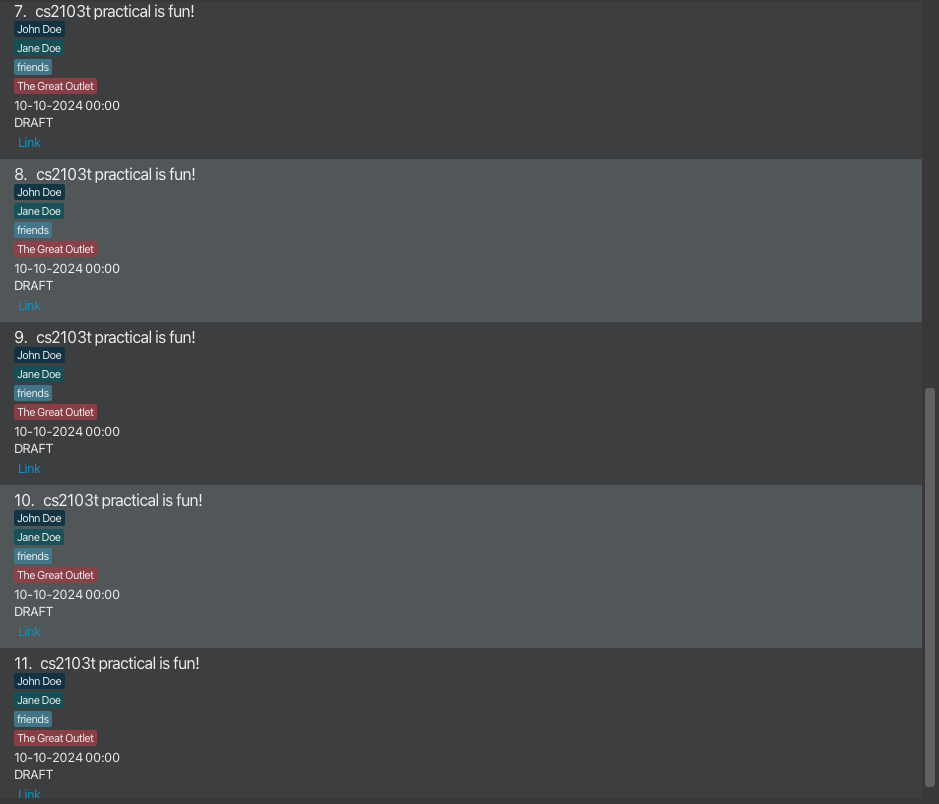 7. cs2103t practical is fun!
John Doe
Jane Doe
friends
The Great Outlet
10-10-2024 00:00
DRAFT
Link
8. cs2103t practical is fun!
John Doe
Jane Doe
friends
The Great Outlet
10-10-2024 00:00
DRAFT
Link
9. cs2103t practical is fun!
John Doe
Jane Doe
friends
The Great Outlet
10-10-2024 00:00
DRAFT
Link
10. cs2103t practical is fun!
John Doe
Jane Doe
friends
The Great Outlet
10-10-2024 00:00
DRAFT
Link
11. cs2103t practical is fun!
John Doe
Jane Doe
friends
The Great Outlet
10-10-2024 00:00
DRAFT
Link